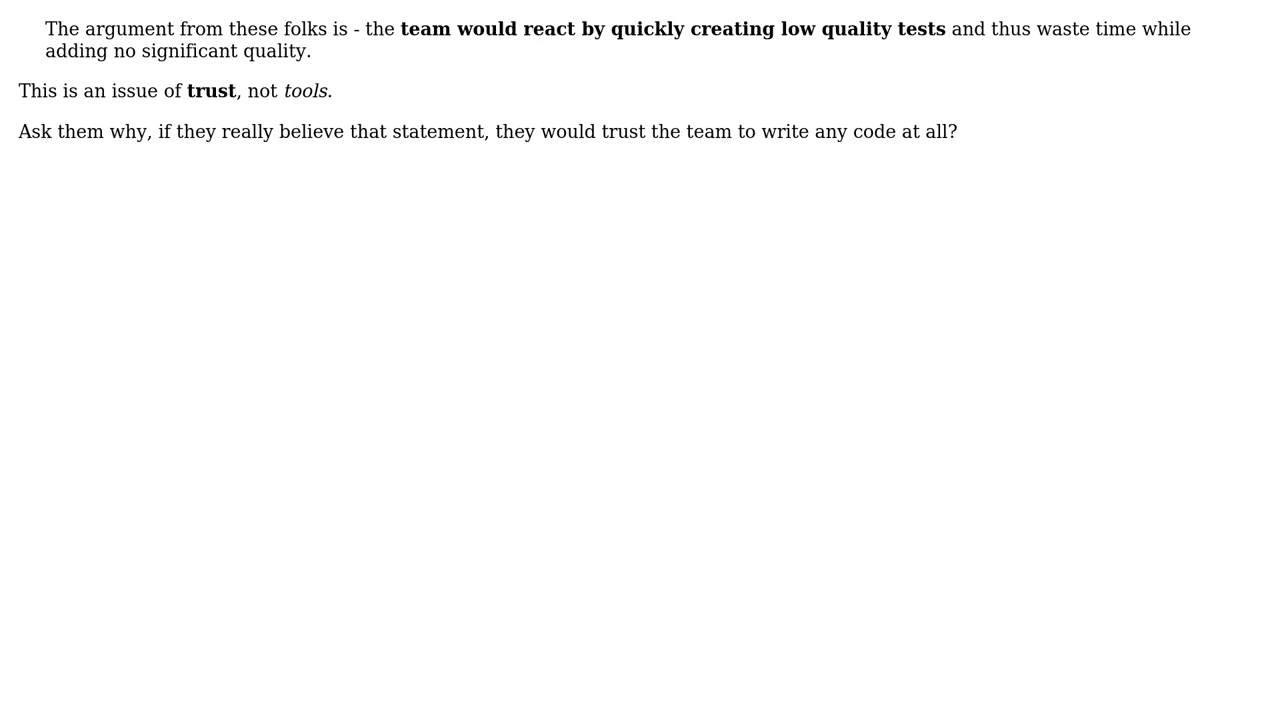 The argument from these folks is - the team would react by quickly creating low quality tests and thus waste time while
adding no significant quality.
This is an issue of trust, not tools.
Ask them why, if they really believe that statement, they would trust the team to write any code at all?